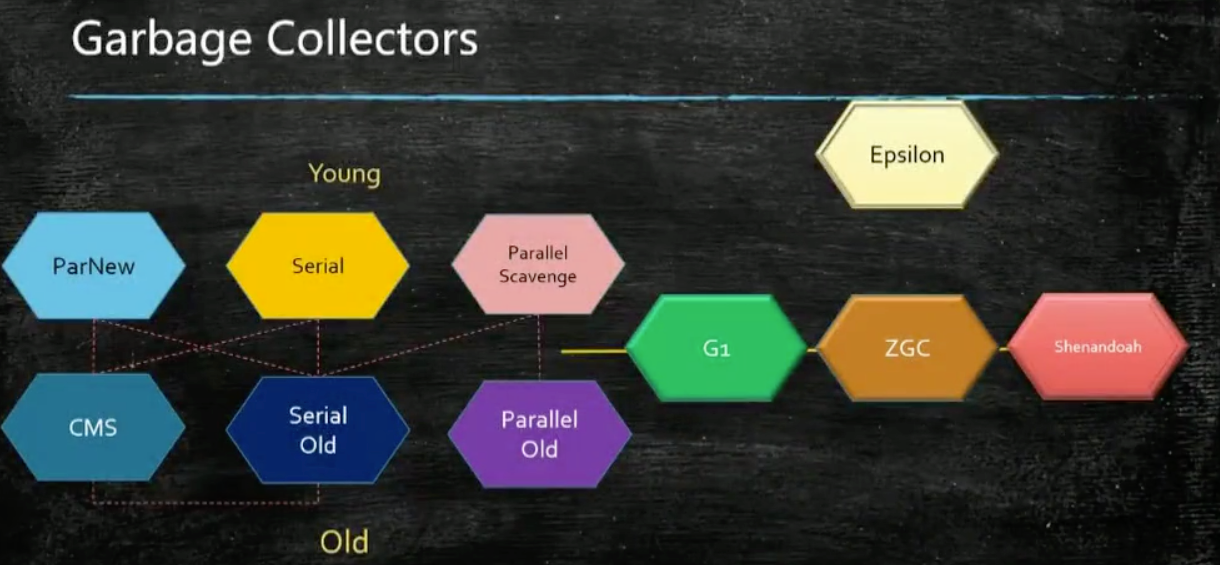 Garbage Collectors
Epsilon
Young
ParNew
Serial
Parallel
Scavenge
G1
ZGC
Shenandoah
CMS
Serial
Old
Parallel
Old
Old